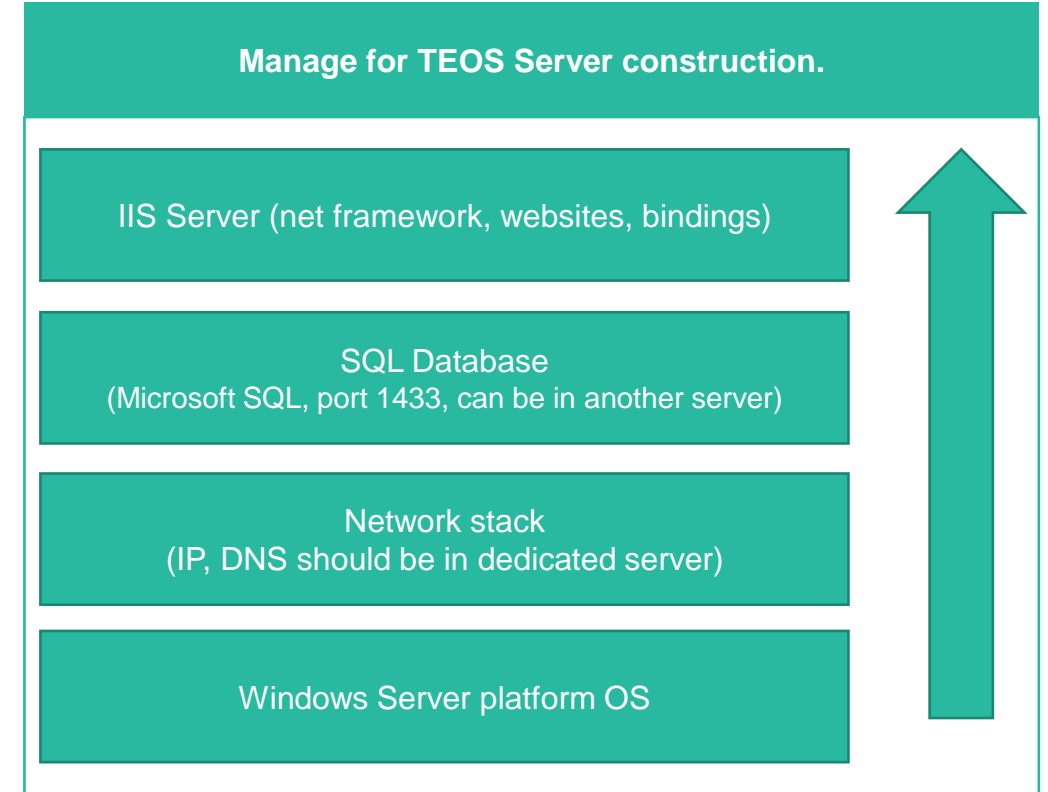 Manage for TEOS Server construction.
IIS Server (net framework, websites, bindings)
SQL Database
(Microsoft SQL, port 1433, can be in another server)
Network stack
(IP, DNS should be in dedicated server)
Windows Server platform OS